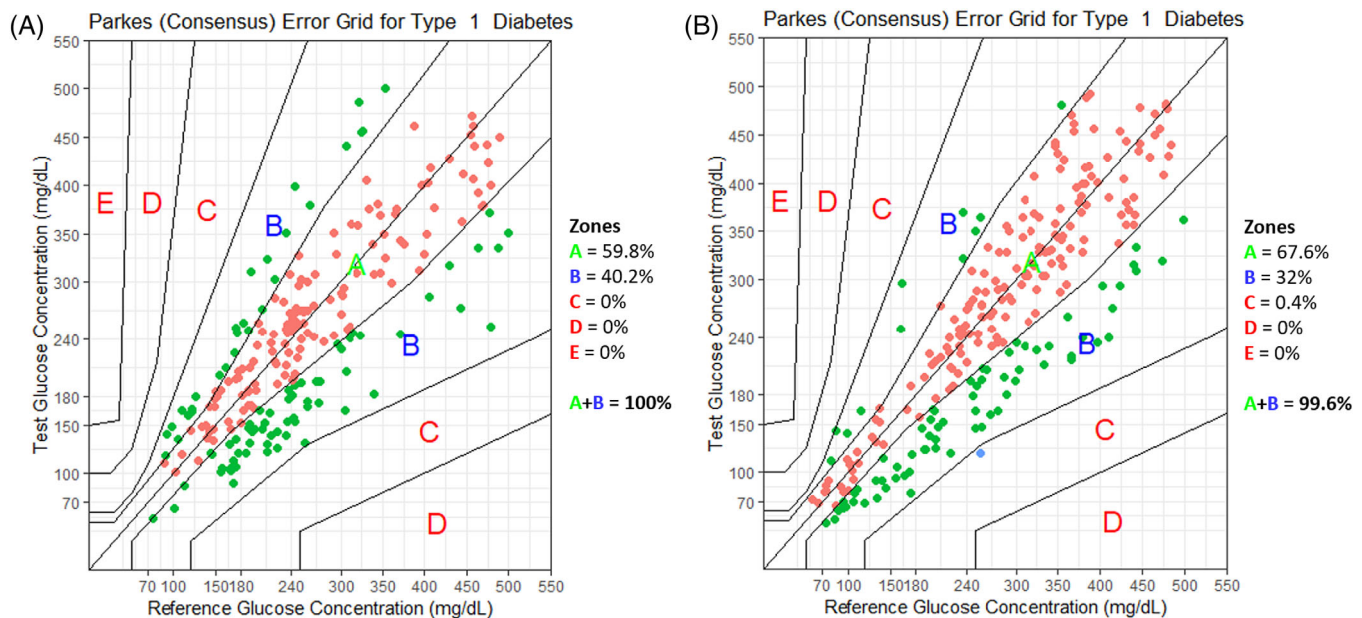 (A)
Parkes (Consensus) Error Grid for Type 1 Diabetes
Test Glucose Concentration (mg/dL)
550
500
450
400
350
300
240
180
150
100
70
E
D
C
B
A
B
C
D
70 100 150 180 240 300 350 400 450 500 550
Reference Glucose Concentration (mg/dL)
Zones
A = 59.8%
B = 40.2%
C = 0%
D = 0%
E = 0%
A+B = 100%
(B)
Parkes (Consensus) Error Grid for Type 1 Diabetes
Test Glucose Concentration (mg/dL)
550
500
450
400
350
300
240
180
150
100
70
E
D
C
B
A
B
C
D
70 100 150 180 240 300 350 400 450 500 550
Reference Glucose Concentration (mg/dL)
Zones
A = 67.6%
B = 32%
C = 0.4%
D = 0%
E = 0%
A+B = 99.6%